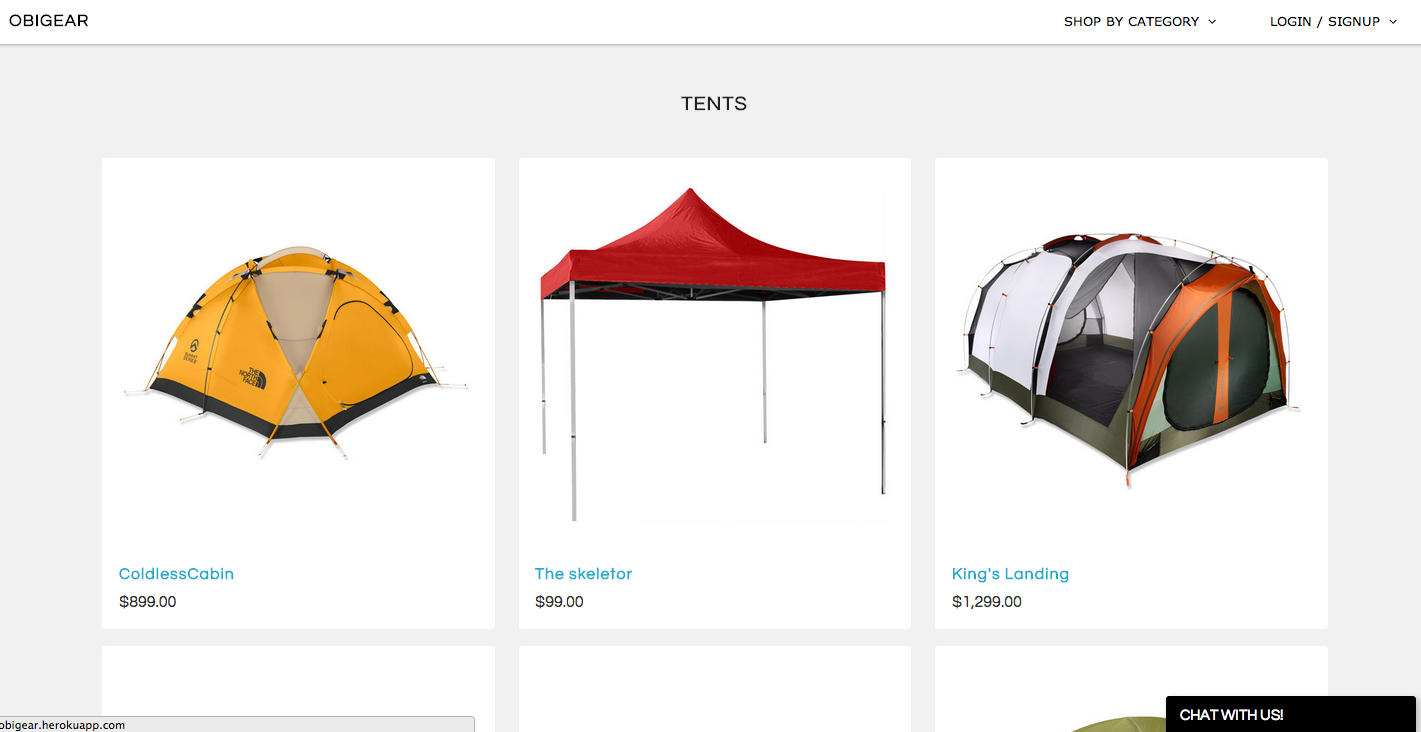 OBIGEAR
SHOP BY CATEGORY
LOGIN / SIGNUP
TENTS
SUMMIT
SERIES
THE
NORTH
FACE
ColdlessCabin
$899.00
The skeletor
$99.00
King's Landing
$1,299.00
CHAT WITH US!
obigear.herokuapp.com